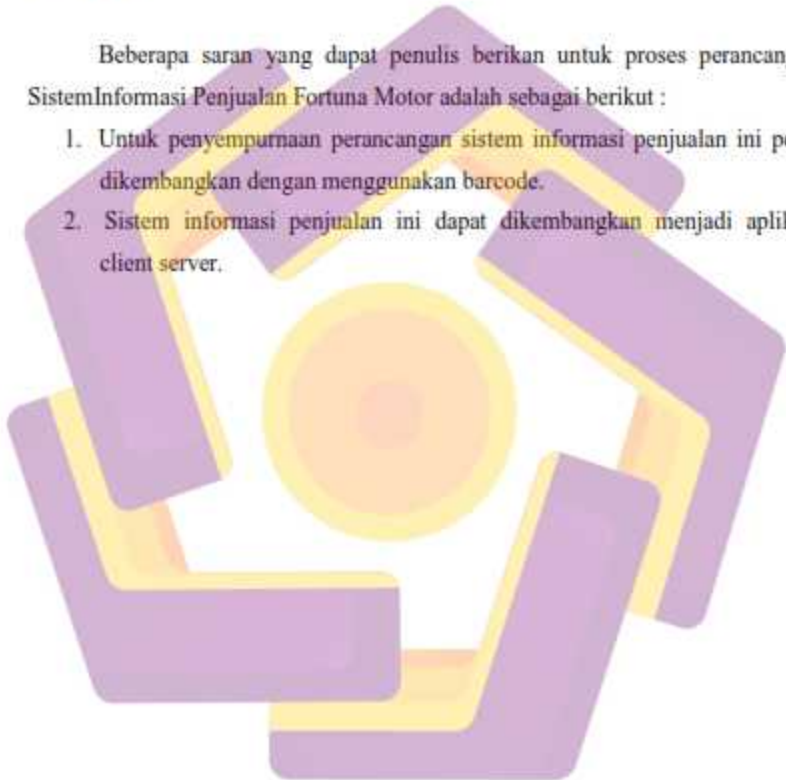 Beberapa saran yang dapat penulis berikan untuk proses perancan
SistemInformasi Penjualan Fortuna Motor adalah sebagai berikut :
1. Untuk penyempurnaan perancangan sistem informasi penjualan ini pe
dikembangkan dengan menggunakan barcode.
2. Sistem informasi penjualan ini dapat dikembangkan menjadi aplik
client server.